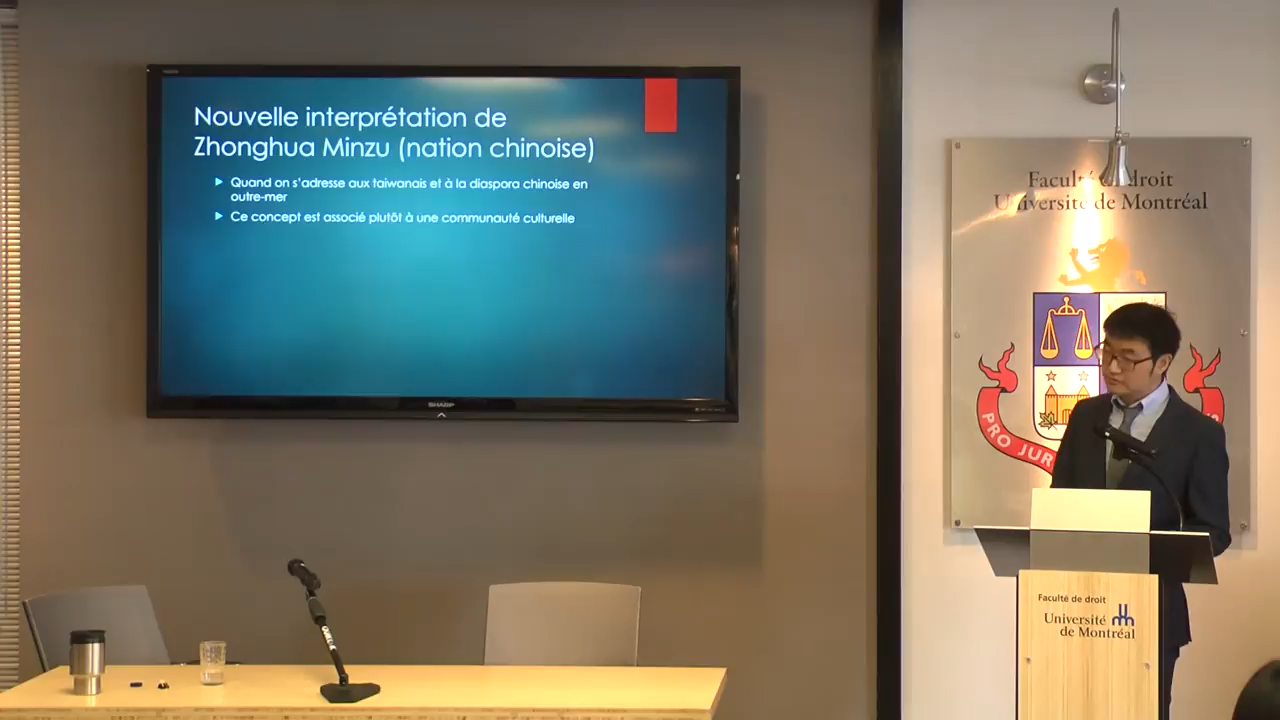 Nouvelle interprétation de
Zhonghua Minzu (nation chinoise)
Quand on s'adresse aux taiwanais et à la diaspora chinoise en
outre-mer
Ce concept est associé plutôt à une communauté culturelle
SHARP
Faculté de droit
Université de Montréal
PRO JUR
Faculté de droit
Université
de Montréal